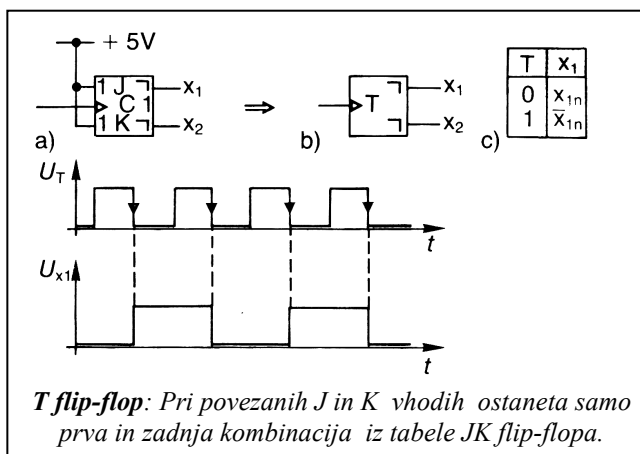 + 5V
1 J
C 1
1 K
x1
x2
a)
⇒
T
x1
x2
b)
c)
T x1
0 x1n
1 x̅1n
UT
t
Ux1
t
T flip-flop: Pri povezanih J in K vhodih ostaneta samo
prva in zadnja kombinacija iz tabele JK flip-flopa.